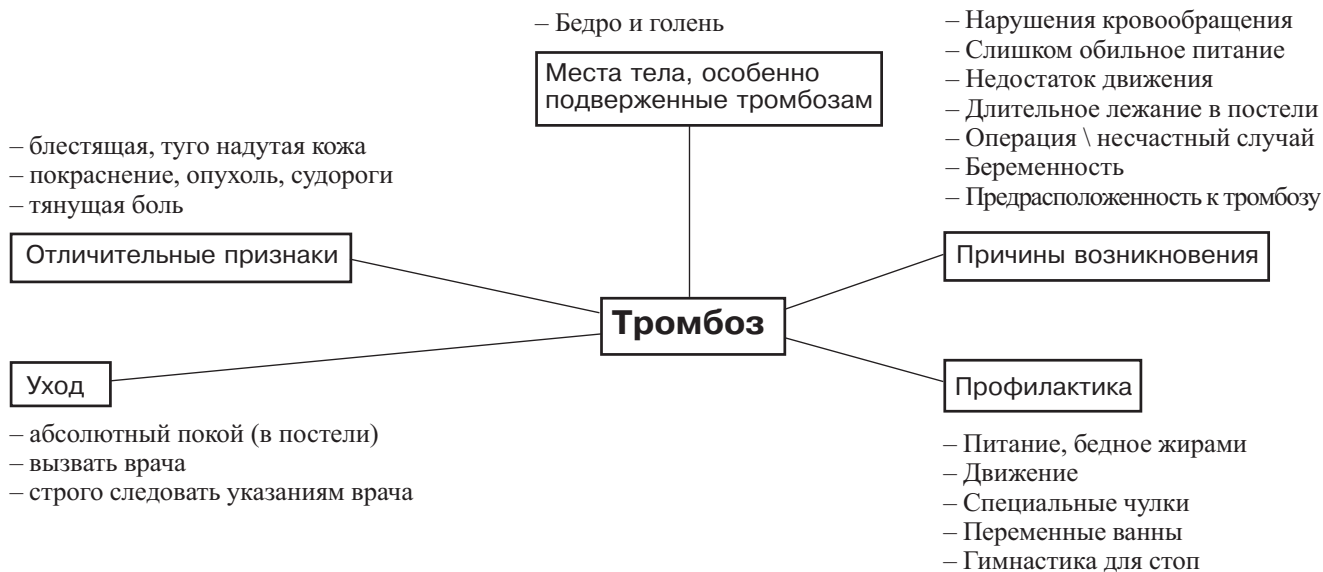 – Бедро и голень
Места тела, особенно
подверженные тромбозам
– Нарушения кровообращения
– Слишком обильное питание
– Недостаток движения
– Длительное лежание в постели
– Операция \ несчастный случай
– Беременность
– Предрасположенность к тромбозу
Причины возникновения
– блестящая, туго надутая кожа
– покраснение, опухоль, судороги
– тянущая боль
Отличительные признаки
Тромбоз
Уход
– абсолютный покой (в постели)
– вызвать врача
– строго следовать указаниям врача
Профилактика
– Питание, бедное жирами
– Движение
– Специальные чулки
– Переменные ванны
– Гимнастика для стоп